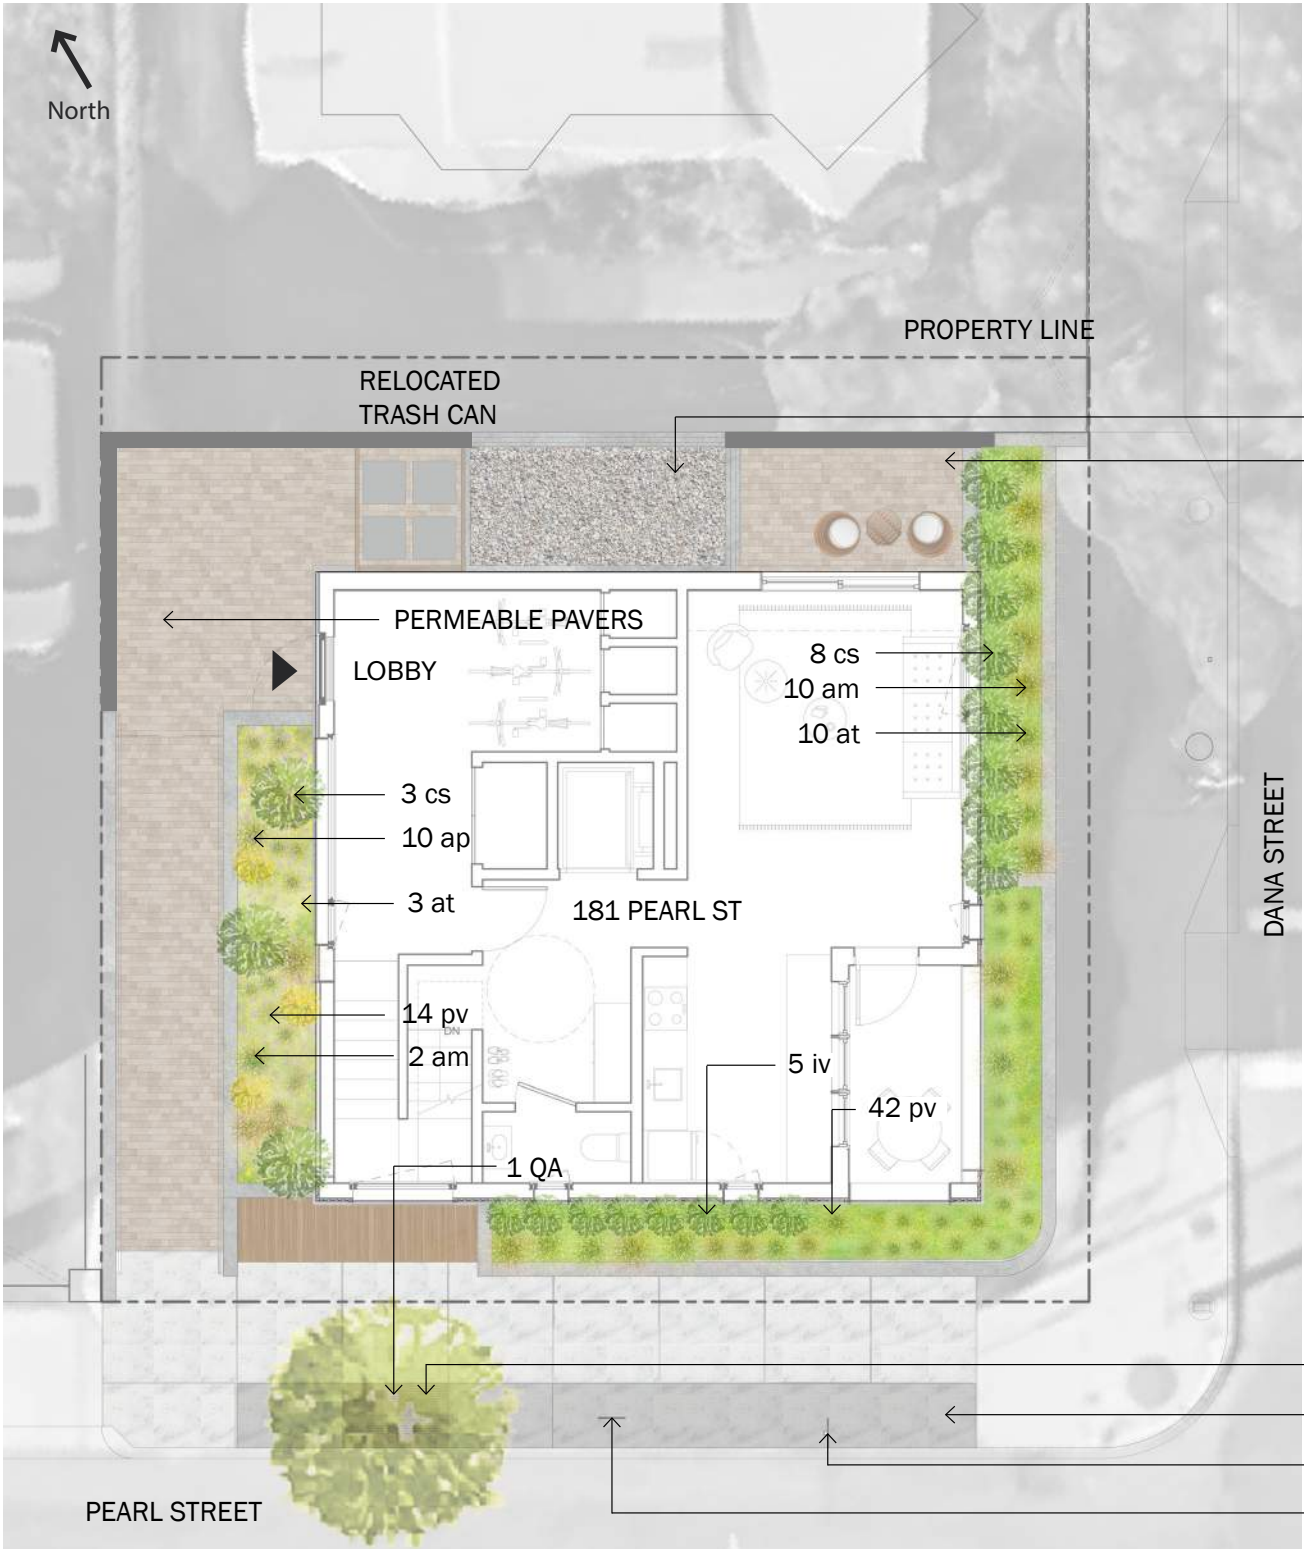 North
PROPERTY LINE
RELOCATED
TRASH CAN
PERMEABLE PAVERS
LOBBY
8 cs
10 am
10 at
3 cs
10 ap
3 at
181 PEARL ST
14 pv
DN
2 am
5 iv
42 pv
1 QA
DANA STREET
PEARL STREET